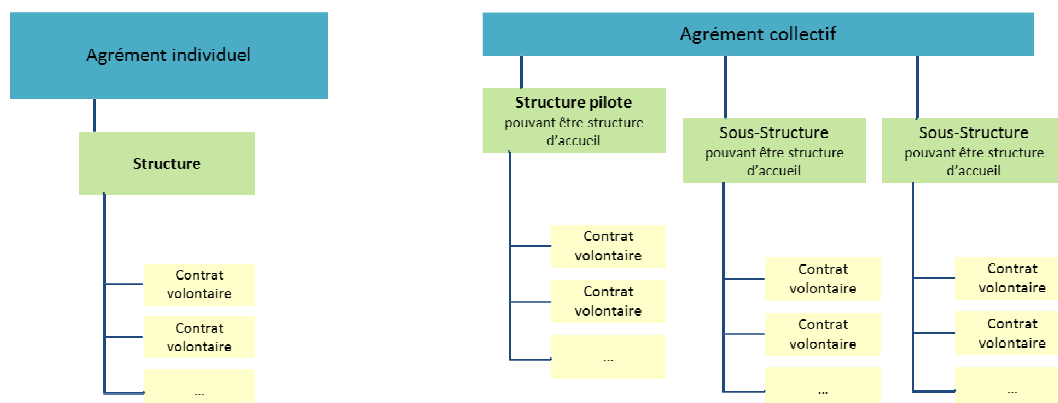 Agrément individuel
Structure
Contrat
volontaire
Contrat
volontaire
...
Agrément collectif
Structure pilote
pouvant être structure
d'accueil
Contrat
volontaire
Contrat
volontaire
...
Sous-Structure
pouvant être structure
d'accueil
Contrat
volontaire
Contrat
volontaire
...
Sous-Structure
pouvant être structure
d'accueil
Contrat
volontaire
Contrat
volontaire
...